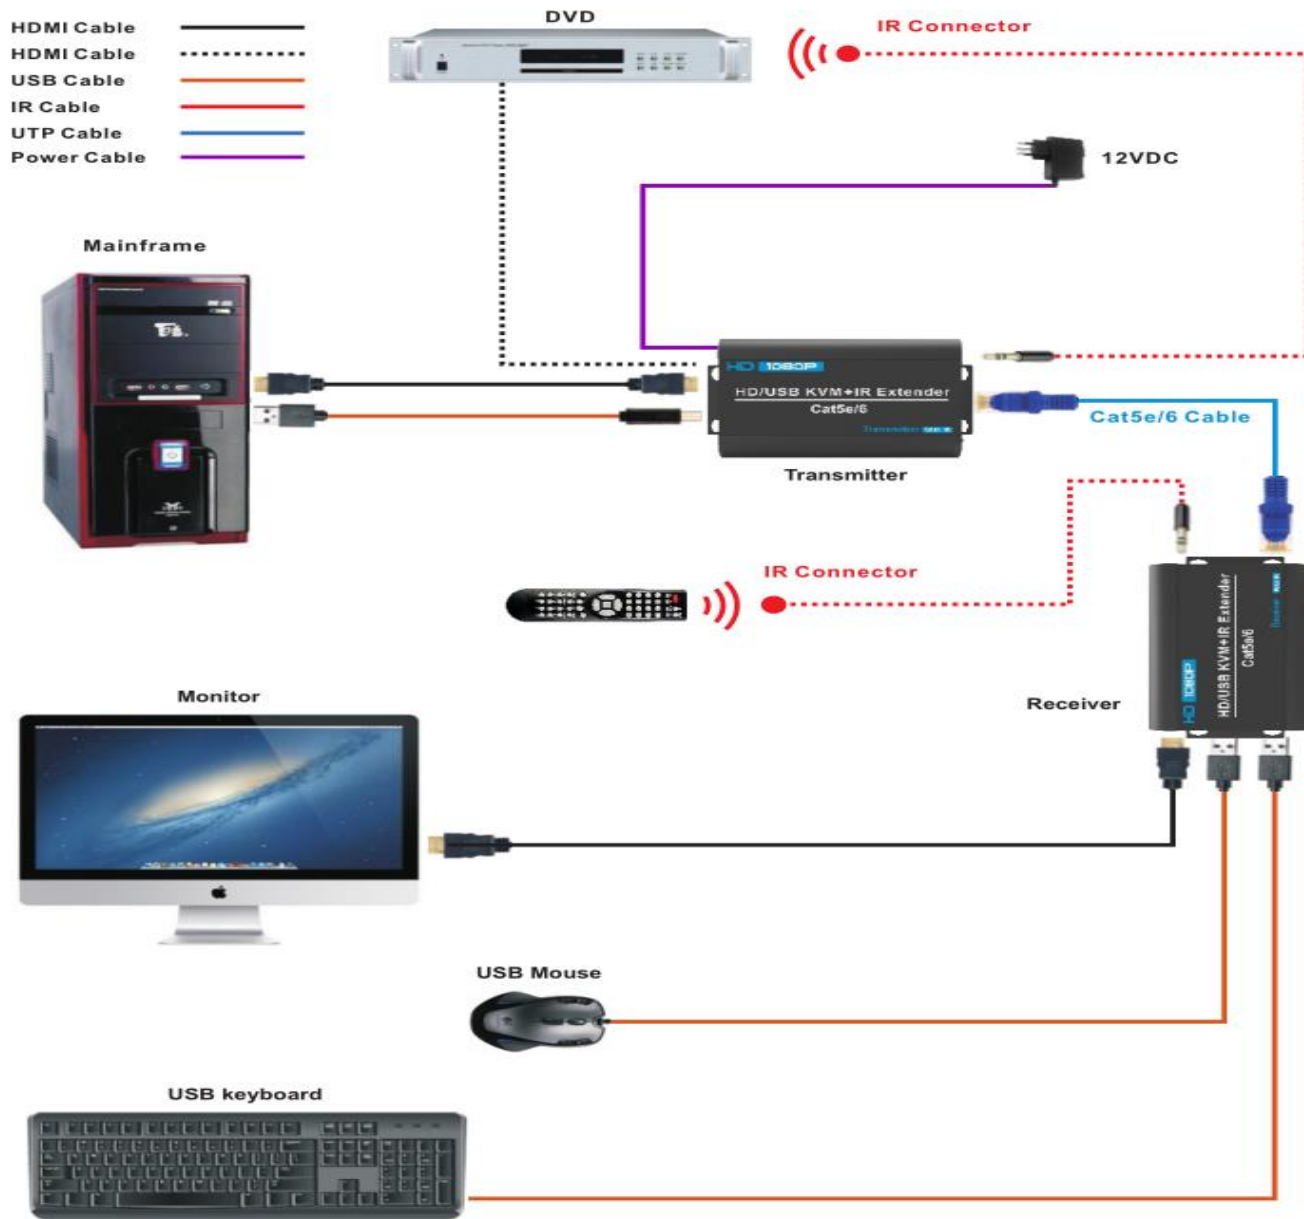 HDMI Cable
HDMI Cable
USB Cable
IR Cable
UTP Cable
Power Cable
DVD
IR Connector
12VDC
Mainframe
HD 1080P
HD/USB KVM+IR Extender
Cat5e/6
Transmitter
Cat5e/6 Cable
Transmitter
IR Connector
HD 1080P
HD/USB KVM+IR Extender
Cat5e/6
Receiver
Receiver
Monitor
USB Mouse
USB keyboard